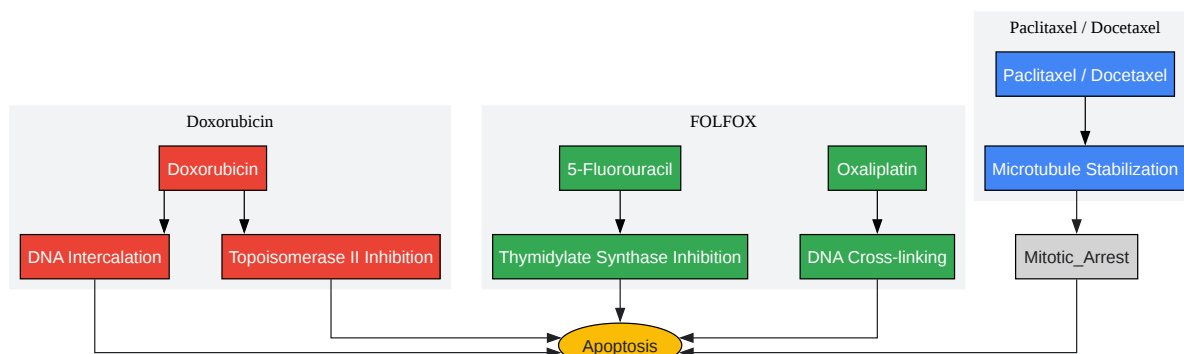 Paclitaxel / Docetaxel
Paclitaxel / Docetaxel
Doxorubicin
FOLFOX
Doxorubicin
5-Fluorouracil
Oxaliplatin
Microtubule Stabilization
DNA Intercalation
Topoisomerase II Inhibition
Thymidylate Synthase Inhibition
DNA Cross-linking
Mitotic_Arrest
Apoptosis